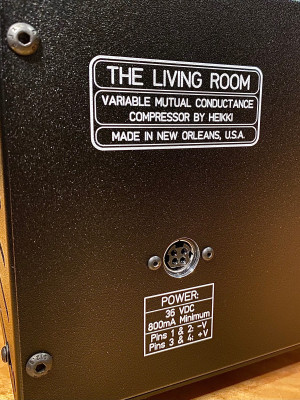 THE LIVING ROOM
VARIABLE MUTUAL CONDUCTANCE
COMPRESSOR BY HEIKKI
MADE IN NEW ORLEANS, U.S.A.
POWER:
36 VDC
800mA Minimum
Pins 1 & 2: -V
Pins 3 & 4: +V